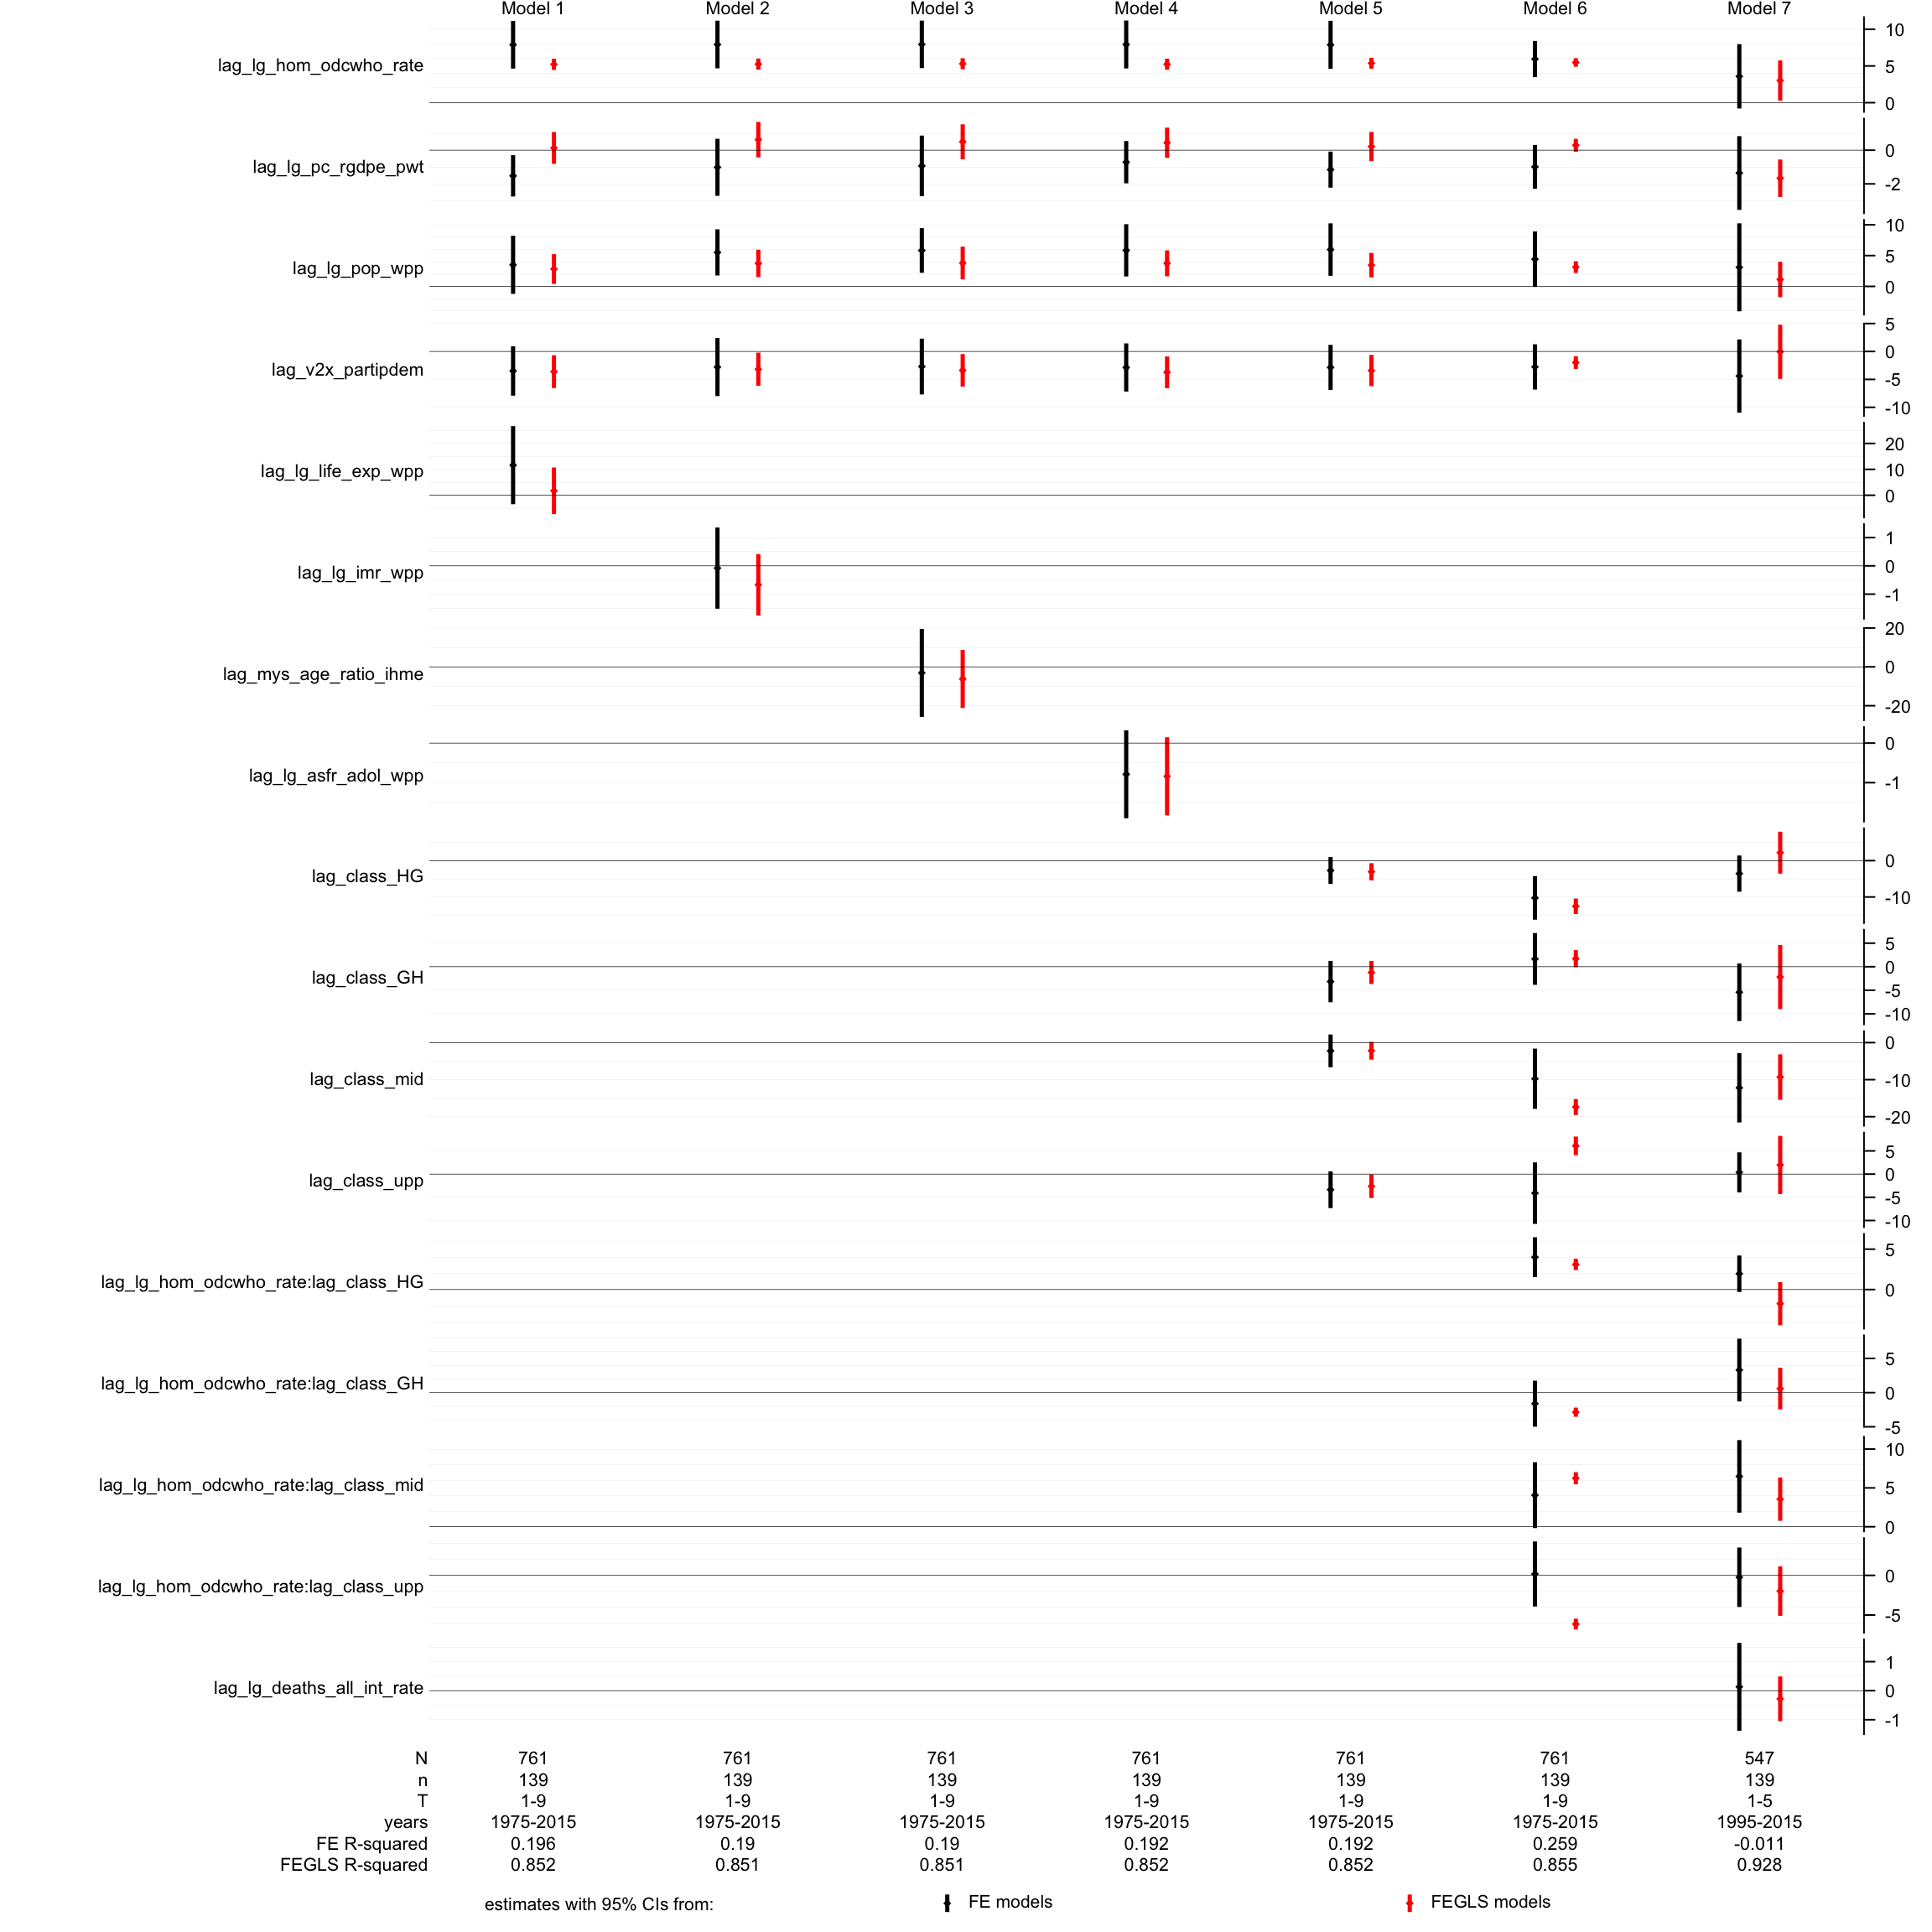 Model 1 Model 2 Model 3 Model 4 Model 5 Model 6 Model 7
lag_lg_hom_odcwho_rate
10
5
0
lag_lg_pc_rgdpe_pwt
0
-2
lag_lg_pop_wpp
10
5
0
lag_v2x_partipdem
5
0
-5
-10
lag_lg_life_exp_wpp
20
10
0
lag_lg_imr_wpp
1
0
-1
lag_mys_age_ratio_ihme
20
0
-20
lag_lg_asfr_adol_wpp
0
-1
lag_class_HG
0
-10
lag_class_GH
5
0
-5
-10
lag_class_mid
0
-10
-20
lag_class_upp
5
0
-5
-10
lag_lg_hom_odcwho_rate:lag_class_HG
5
0
lag_lg_hom_odcwho_rate:lag_class_GH
5
0
-5
lag_lg_hom_odcwho_rate:lag_class_mid
10
5
0
lag_lg_hom_odcwho_rate:lag_class_upp
0
-5
lag_lg_deaths_all_int_rate
1
0
-1
N 761 761 761 761 761 761 547
n 139 139 139 139 139 139 139
T 1-9 1-9 1-9 1-9 1-9 1-9 1-5
years 1975-2015 1975-2015 1975-2015 1975-2015 1975-2015 1975-2015 1995-2015
FE R-squared 0.196 0.19 0.19 0.192 0.192 0.259 -0.011
FEGLS R-squared 0.852 0.851 0.851 0.852 0.852 0.855 0.928
estimates with 95% CIs from: FE models FEGLS models